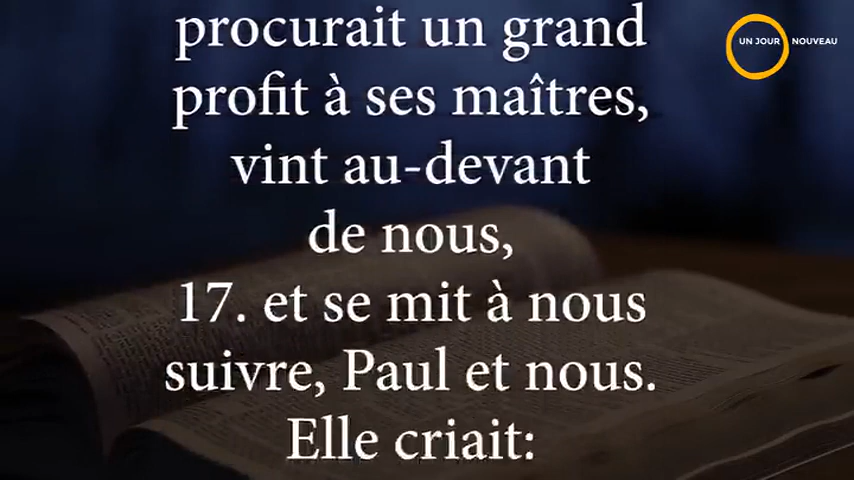 procurait un grand
profit à ses maîtres,
vint au-devant
de nous,
17. et se mit à nous
suivre, Paul et nous.
Elle criait:
UN JOUR NOUVEAU